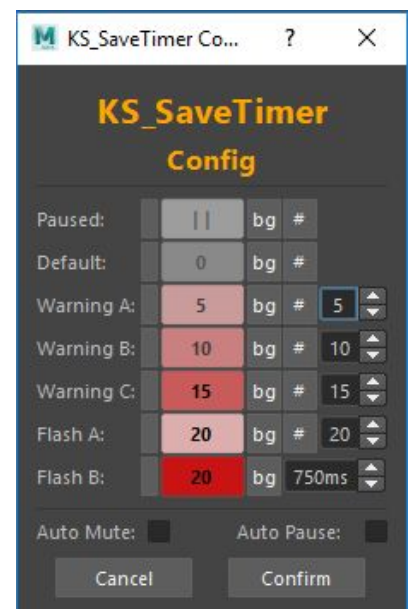 KS_SaveTimer Co... ? ×
KS_SaveTimer
Config
Paused: || bg #
Default: 0 bg #
Warning A: 5 bg # 5
Warning B: 10 bg # 10
Warning C: 15 bg # 15
Flash A: 20 bg # 20
Flash B: 20 bg 750ms
Auto Mute: Auto Pause:
Cancel Confirm